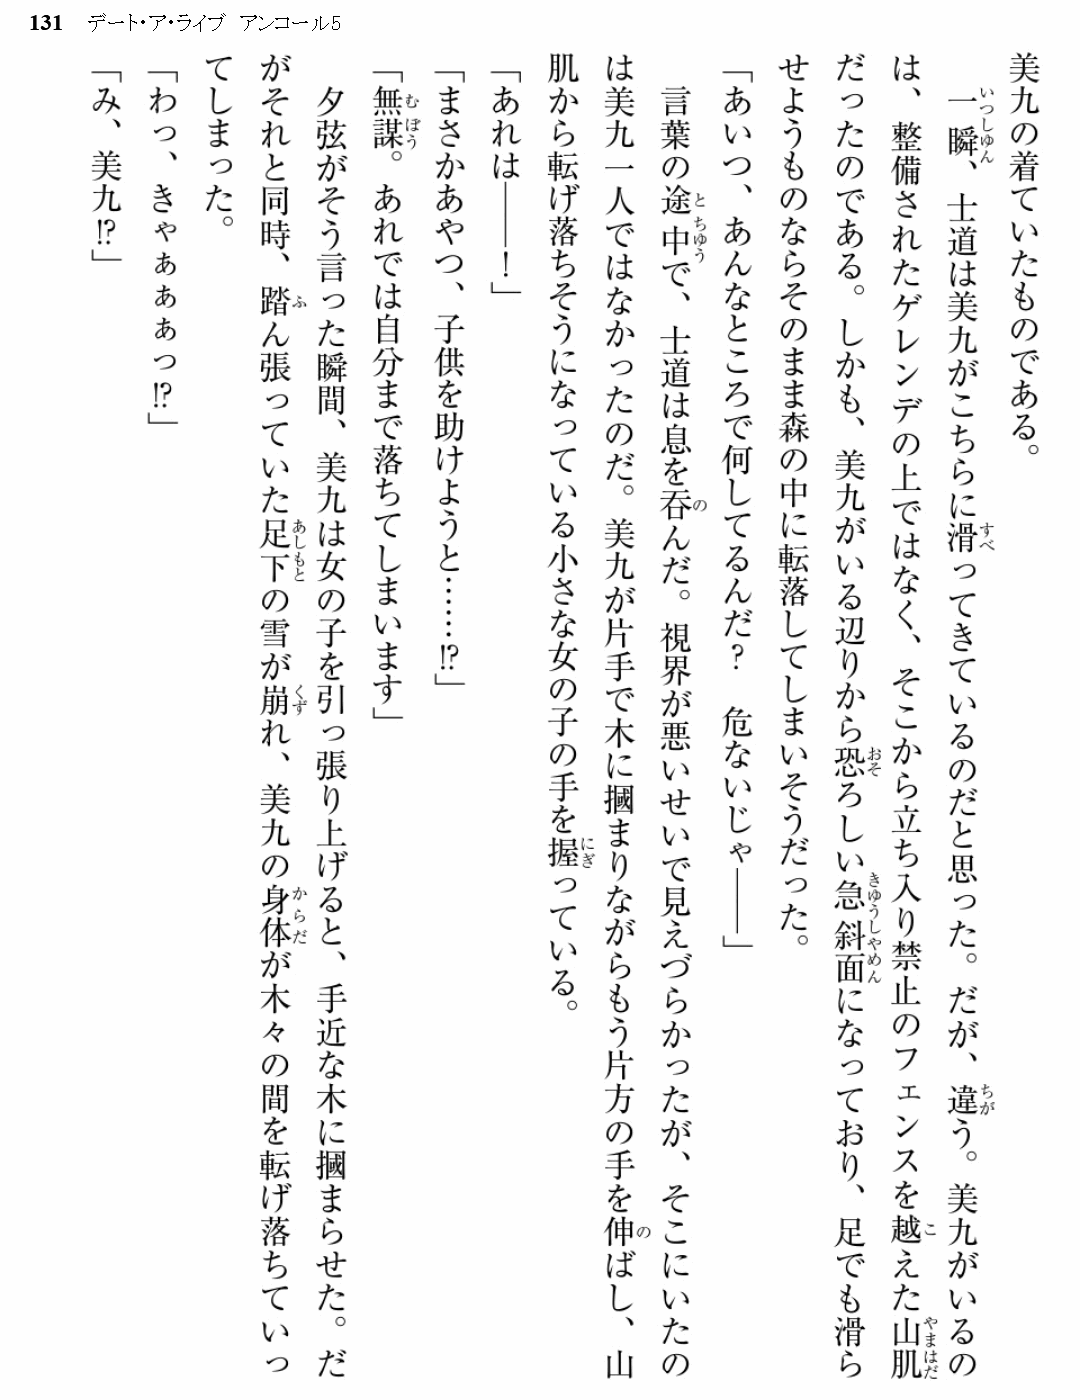 131 デート・ア・ライブ アンコール5
美九の着ていたものである。
一瞬、士道は美九がこちらに滑ってきているのだと思った。だが、違う。美九がいるの
は、整備されたゲレンデの上ではなく、そこから立ち入り禁止のフェンスを越えた山肌
だったのである。しかも、美九がいる辺りから恐ろしい急斜面になっており、足でも滑ら
せようものならそのまま森の中に転落してしまいそうだった。
「あいつ、あんなところで何してるんだ？　危ないじゃ――」
言葉の途中で、士道は息を呑んだ。視界が悪いせいで見えづらかったが、そこにいたの
は美九一人ではなかったのだ。美九が片手で木に摑まりながらもう片方の手を伸ばし、山
肌から転げ落ちそうになっている小さな女の子の手を握っている。
「あれは――！」
「まさかあやつ、子供を助けようと……⁉」
「無謀。あれでは自分まで落ちてしまいます」
夕弦がそう言った瞬間、美九は女の子を引っ張り上げると、手近な木に摑まらせた。だ
がそれと同時、踏ん張っていた足下の雪が崩れ、美九の身体が木々の間を転げ落ちていっ
てしまった。
「わっ、きゃぁぁぁっ⁉」
「み、美九⁉」